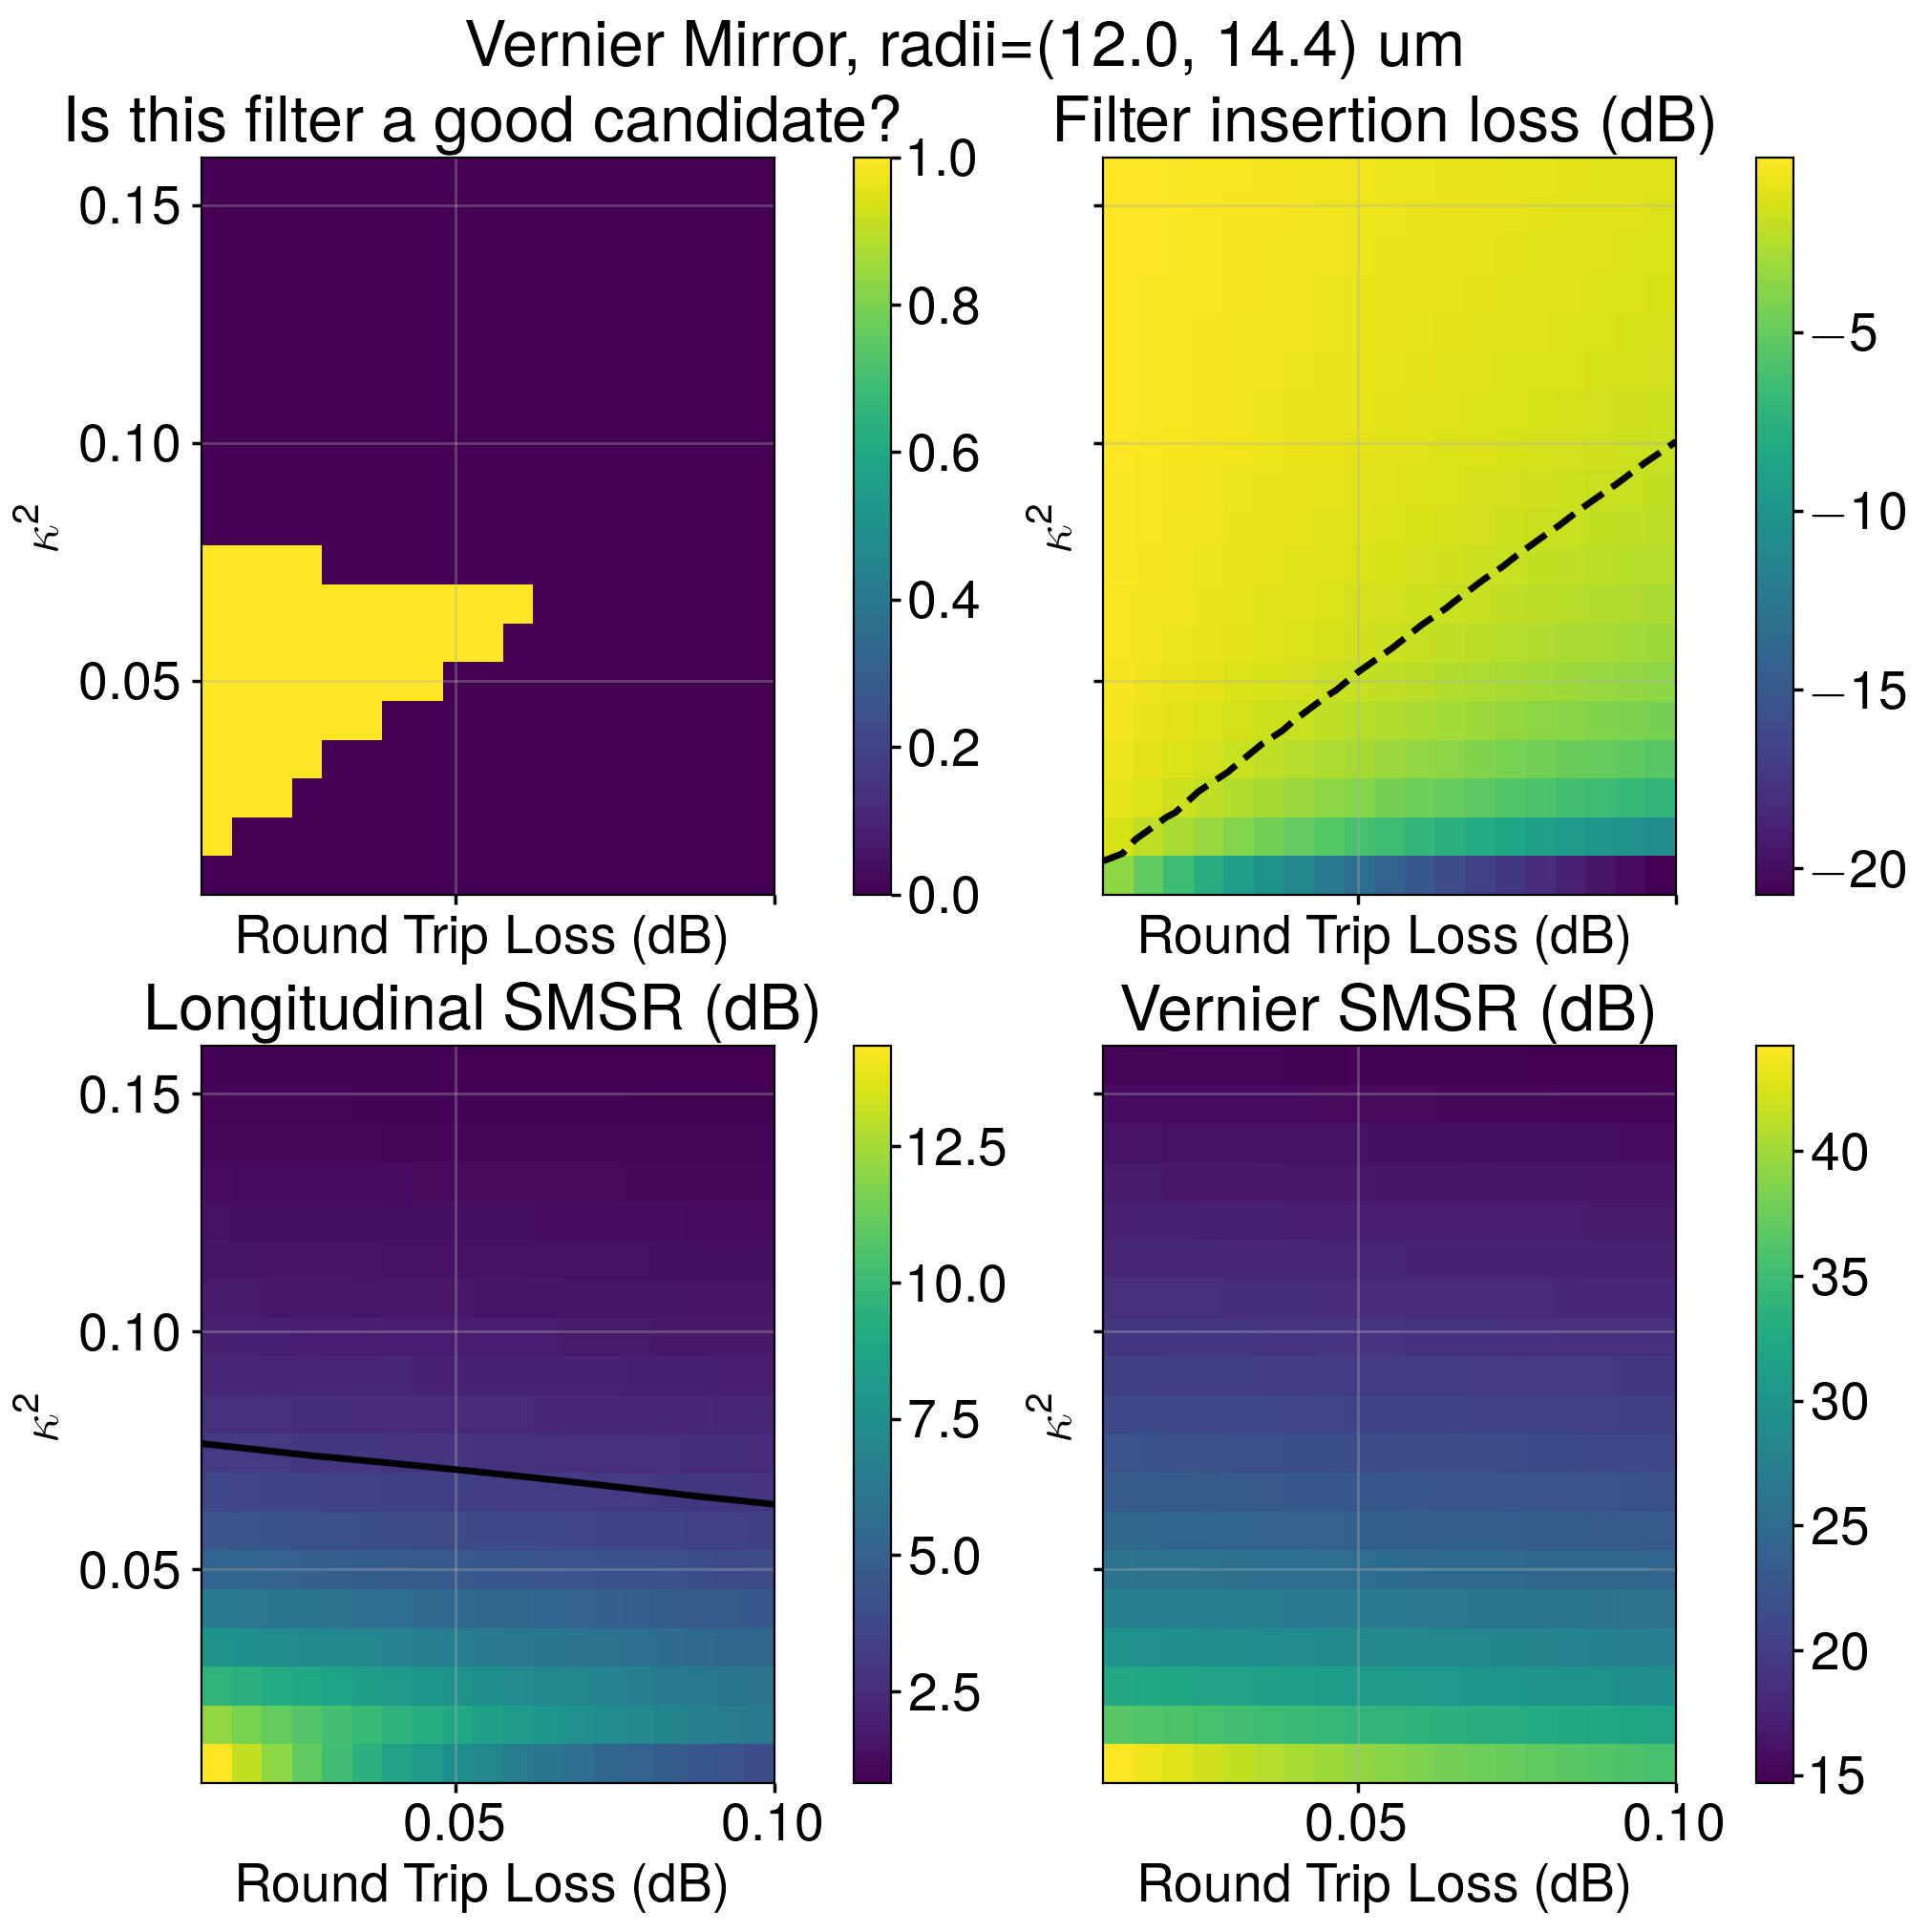 Vernier Mirror, radii=(12.0, 14.4) um
Is this filter a good candidate?
Filter insertion loss (dB)
0.15
0.10
0.05
κ²
1.0
0.8
0.6
0.4
0.2
0.0
Round Trip Loss (dB)
κ²
−5
−10
−15
−20
Round Trip Loss (dB)
Longitudinal SMSR (dB)
Vernier SMSR (dB)
0.15
0.10
0.05
κ²
12.5
10.0
7.5
5.0
2.5
0.05
0.10
Round Trip Loss (dB)
κ²
40
35
30
25
20
15
0.05
0.10
Round Trip Loss (dB)